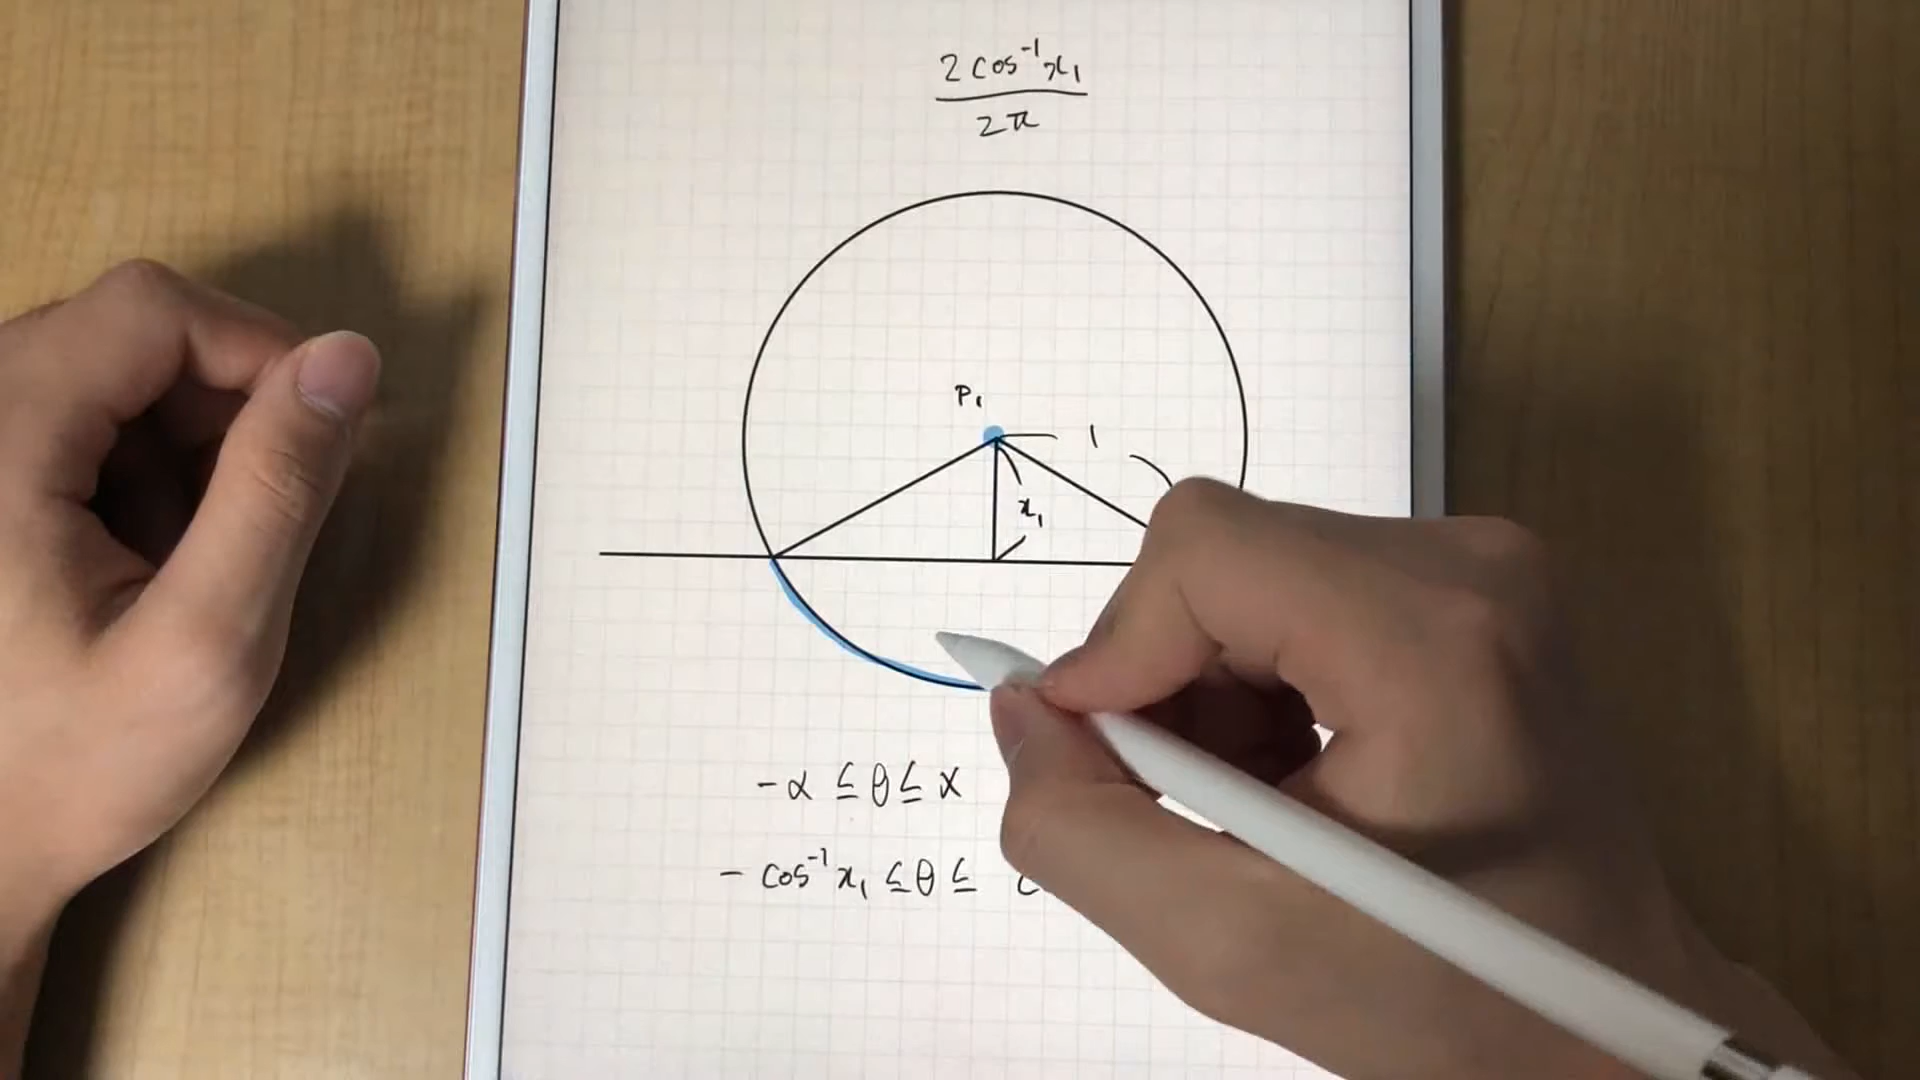 2 cos⁻¹x₁
2π
P₁
1
x₁
-α ≤ θ ≤ α
- cos⁻¹x₁ ≤ θ ≤